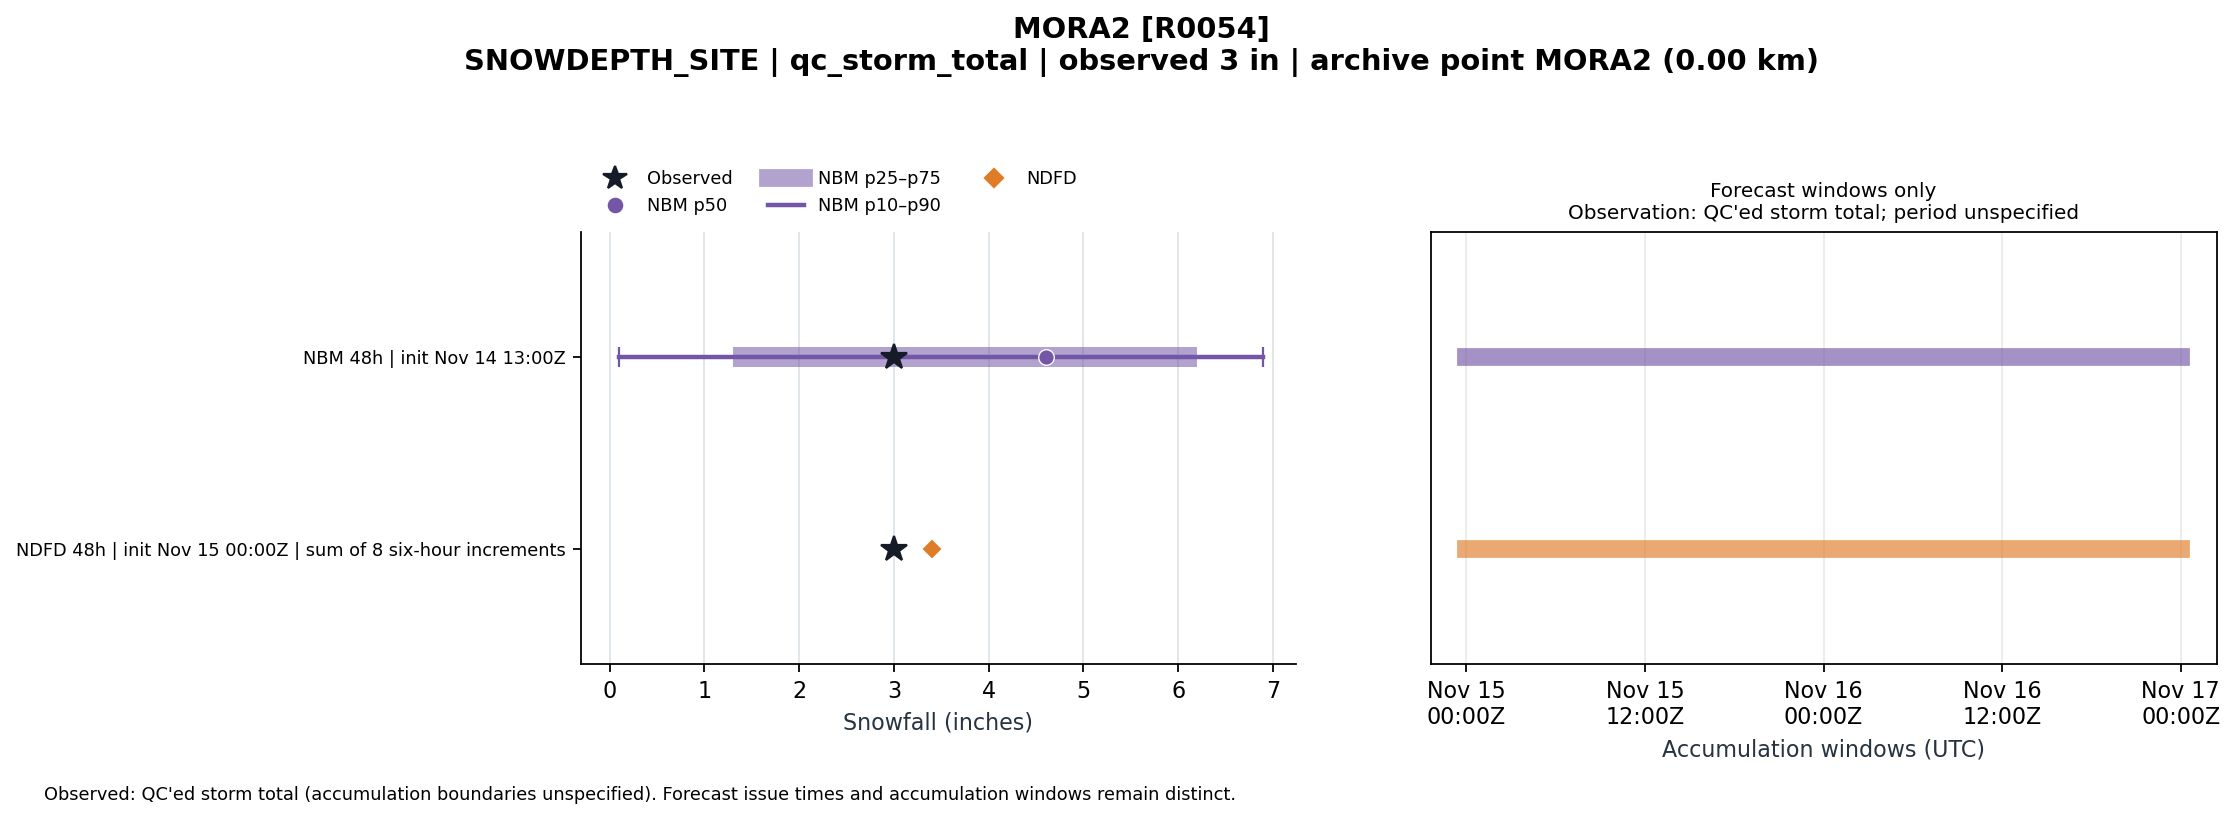 MORA2 [R0054]
SNOWDEPTH_SITE | qc_storm_total | observed 3 in | archive point MORA2 (0.00 km)
Observed
NBM p50
NBM p25–p75
NBM p10–p90
NDFD
NBM 48h | init Nov 14 13:00Z
NDFD 48h | init Nov 15 00:00Z | sum of 8 six-hour increments
0 1 2 3 4 5 6 7
Snowfall (inches)
Forecast windows only
Observation: QC'ed storm total; period unspecified
Nov 15 00:00Z
Nov 15 12:00Z
Nov 16 00:00Z
Nov 16 12:00Z
Nov 17 00:00Z
Accumulation windows (UTC)
Observed: QC'ed storm total (accumulation boundaries unspecified). Forecast issue times and accumulation windows remain distinct.